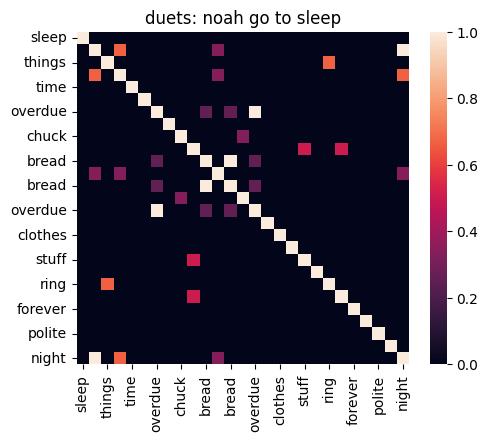 duets: noah go to sleep
sleep
things
time
overdue
chuck
bread
bread
overdue
clothes
stuff
ring
forever
polite
night
1.0
0.8
0.6
0.4
0.2
0.0
sleep
things
time
overdue
chuck
bread
bread
overdue
clothes
stuff
ring
forever
polite
night